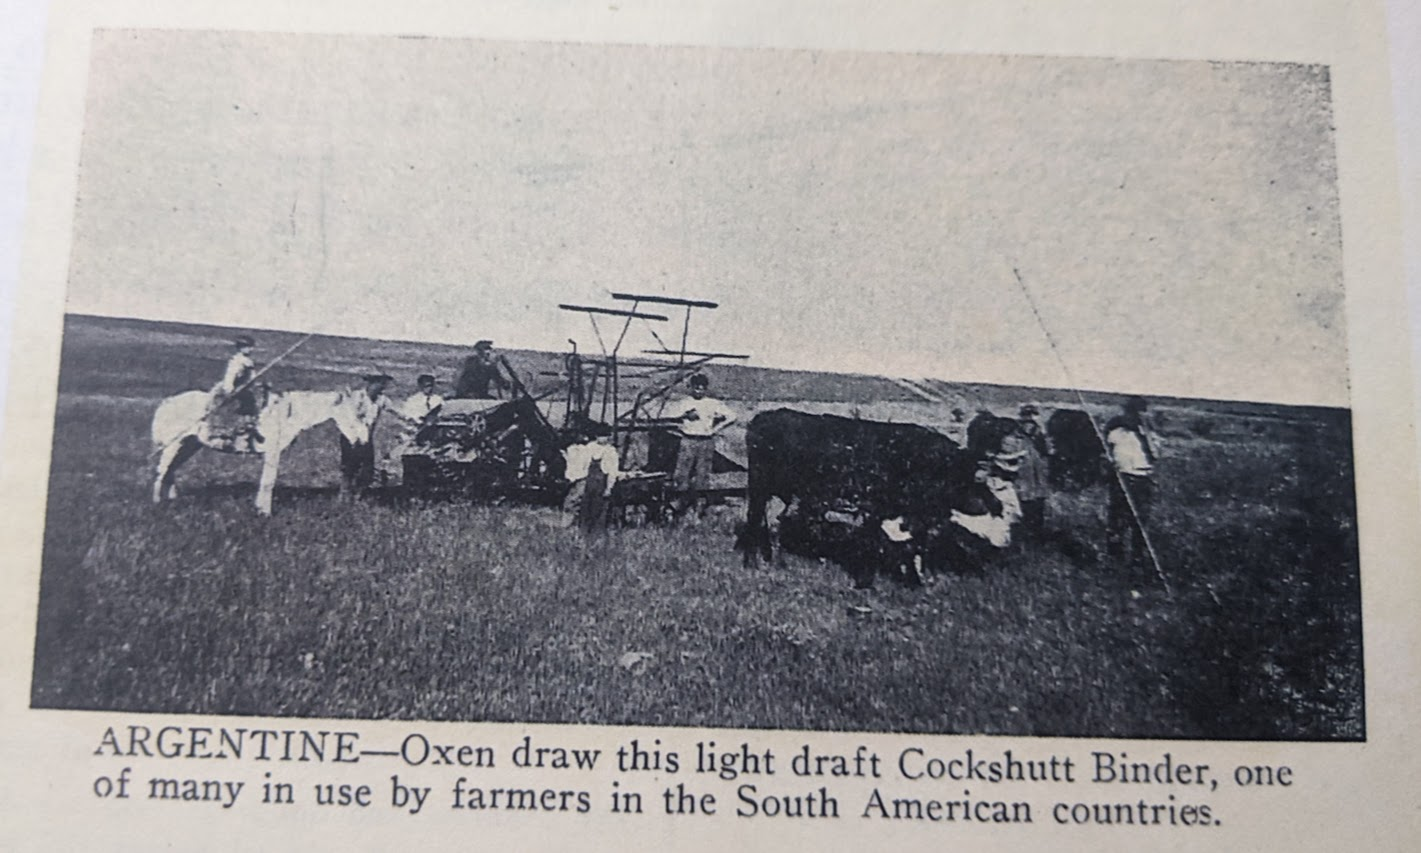 ARGENTINE—Oxen draw this light draft Cockshutt Binder, one
of many in use by farmers in the South American countries.